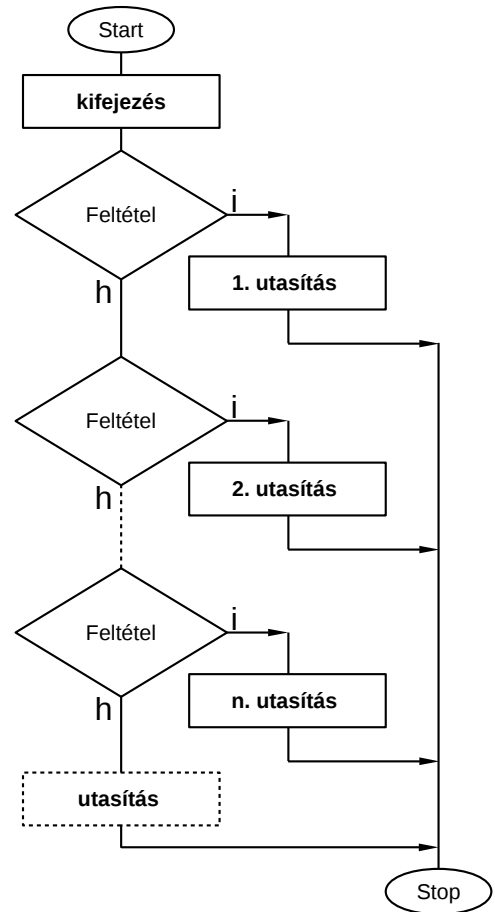 Start
kifejezés
Feltétel
i
1. utasítás
h
Feltétel
i
2. utasítás
h
Feltétel
i
n. utasítás
h
utasítás
Stop